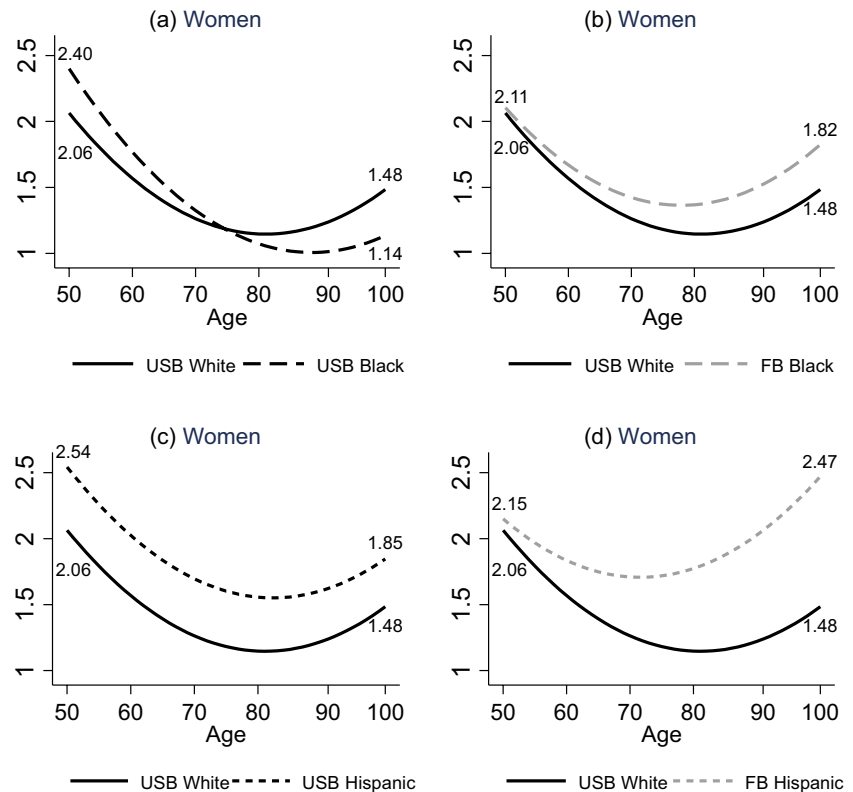 (a) Women
2.5
2
1.5
1
2.40
2.06
1.48
1.14
50 60 70 80 90 100
Age
USB White USB Black
(b) Women
2.5
2
1.5
1
2.11
2.06
1.82
1.48
50 60 70 80 90 100
Age
USB White FB Black
(c) Women
2.5
2
1.5
1
2.54
2.06
1.85
1.48
50 60 70 80 90 100
Age
USB White USB Hispanic
(d) Women
2.5
2
1.5
1
2.47
2.15
2.06
1.48
50 60 70 80 90 100
Age
USB White FB Hispanic